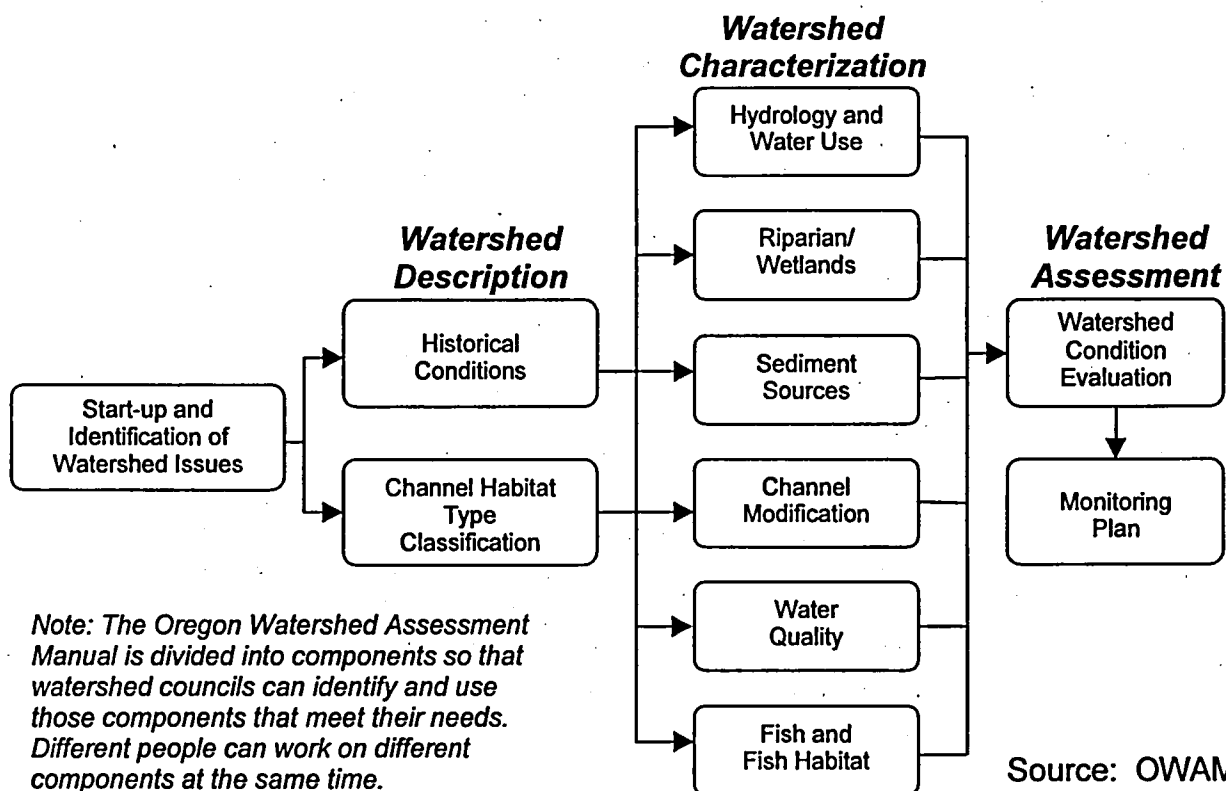 Watershed
Characterization
Hydrology and
Water Use
Riparian/
Wetlands
Sediment
Sources
Channel
Modification
Water
Quality
Fish and
Fish Habitat
Watershed
Description
Historical
Conditions
Channel Habitat
Type
Classification
Start-up and
Identification of
Watershed Issues
Watershed
Assessment
Watershed
Condition
Evaluation
Monitoring
Plan
Note: The Oregon Watershed Assessment
Manual is divided into components so that
watershed councils can identify and use
those components that meet their needs.
Different people can work on different
components at the same time.
Source: OWAM